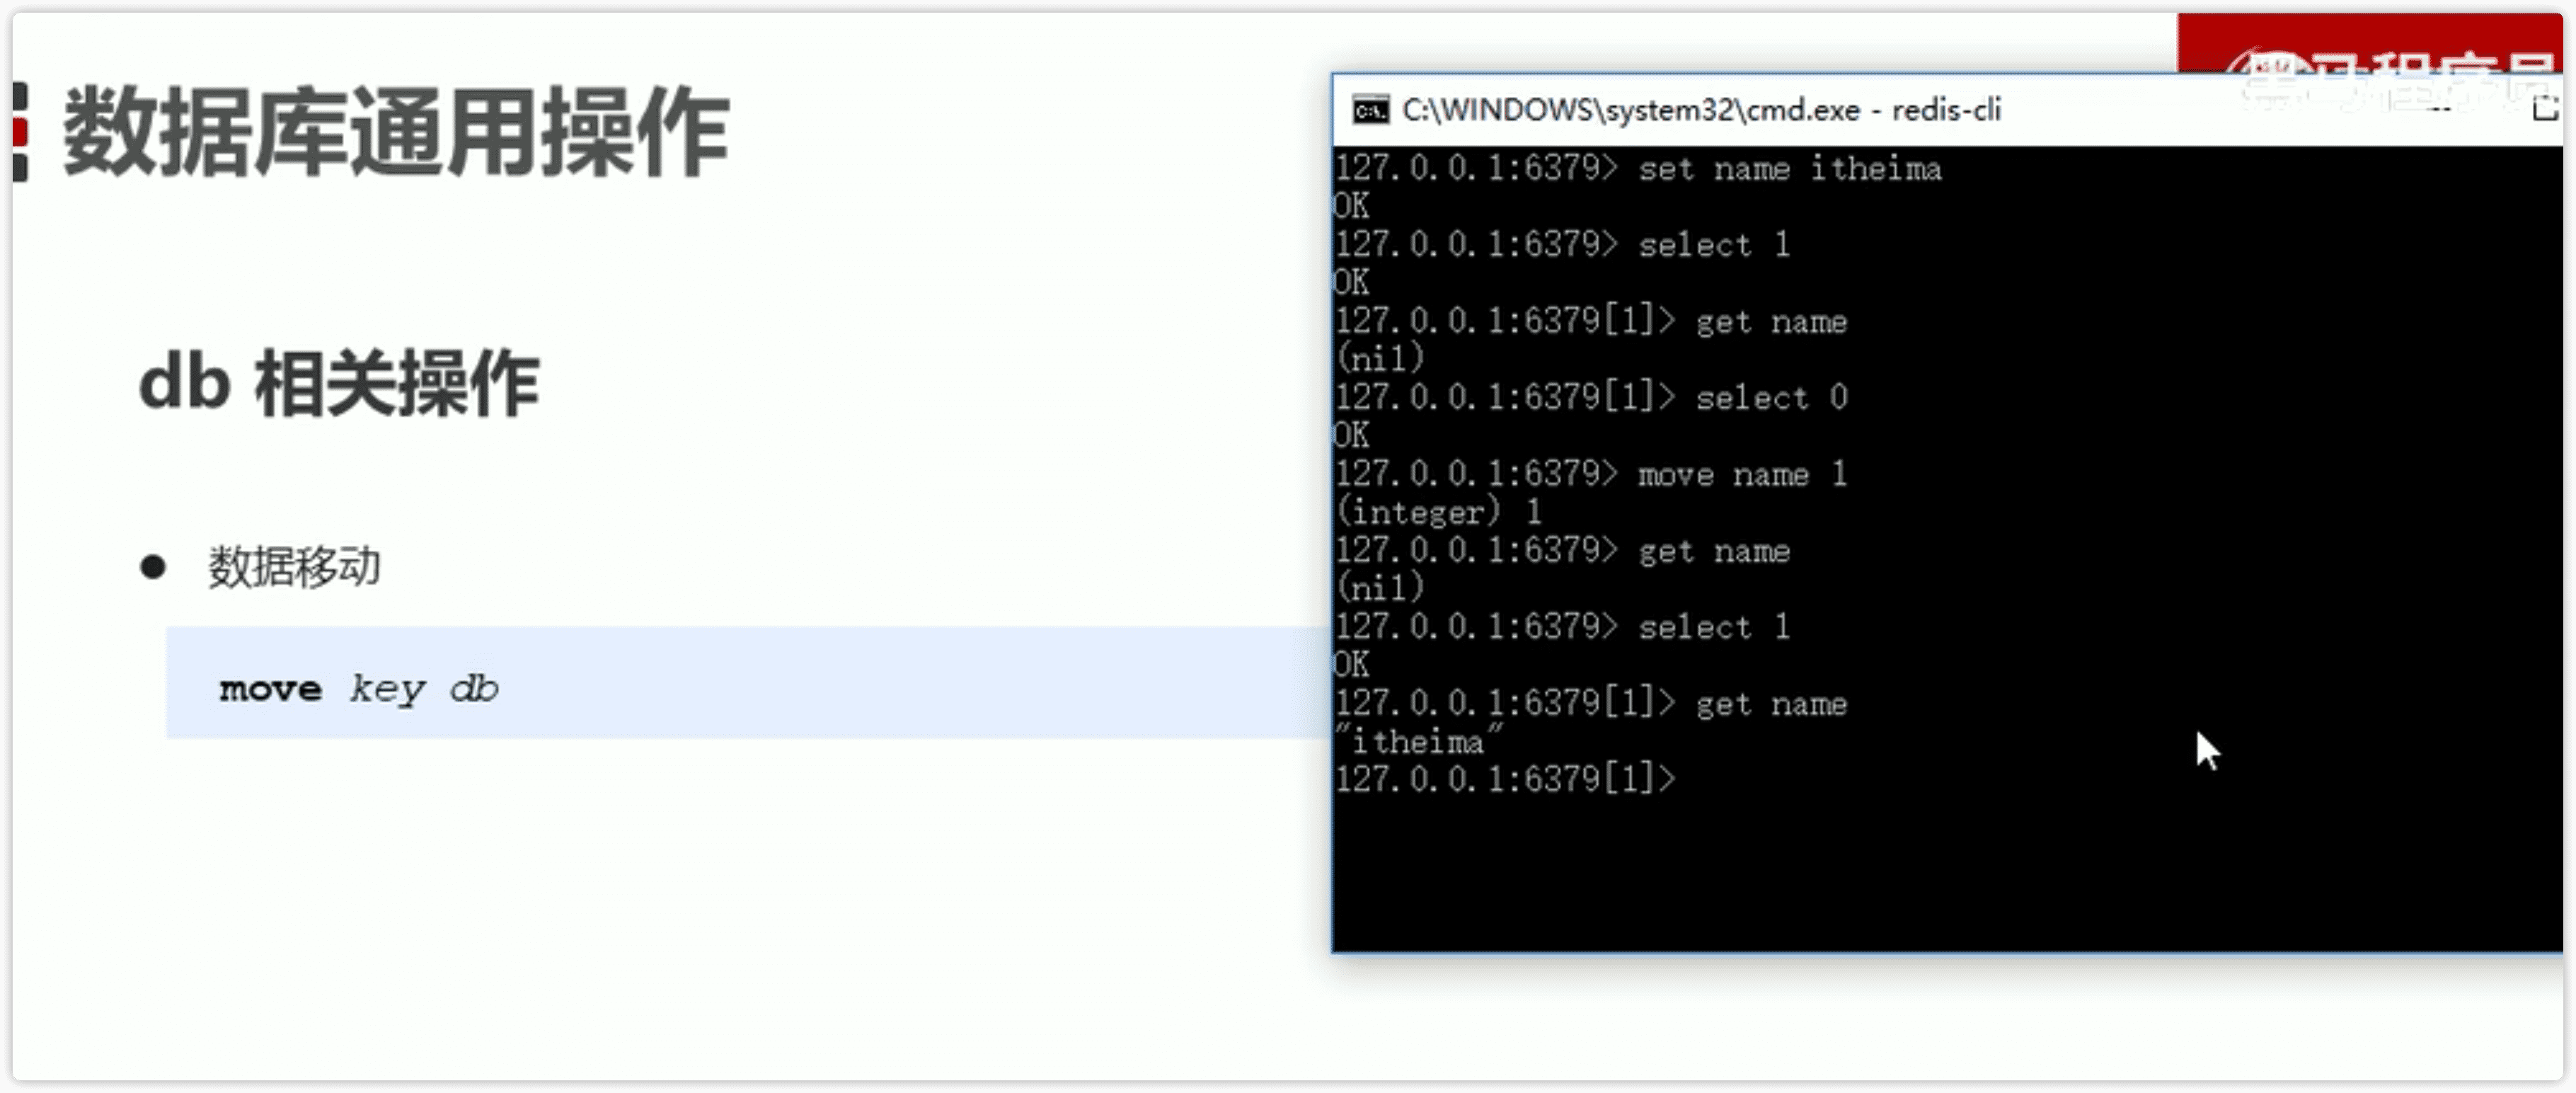 数据库通用操作
db 相关操作
● 数据移动
move key db
黑马程序员
C:\WINDOWS\system32\cmd.exe - redis-cli
127.0.0.1:6379> set name itheima
OK
127.0.0.1:6379> select 1
OK
127.0.0.1:6379[1]> get name
(nil)
127.0.0.1:6379[1]> select 0
OK
127.0.0.1:6379> move name 1
(integer) 1
127.0.0.1:6379> get name
(nil)
127.0.0.1:6379> select 1
OK
127.0.0.1:6379[1]> get name
"itheima"
127.0.0.1:6379[1]>